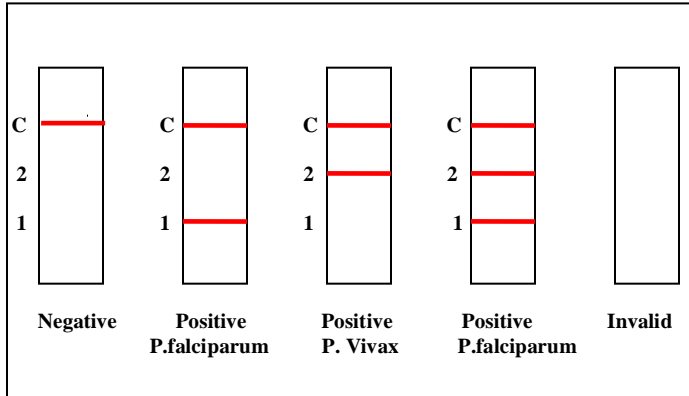 C C C C
2 2 2 2
1 1 1 1
Negative Positive Positive Positive Invalid
P.falciparum P. Vivax P.falciparum